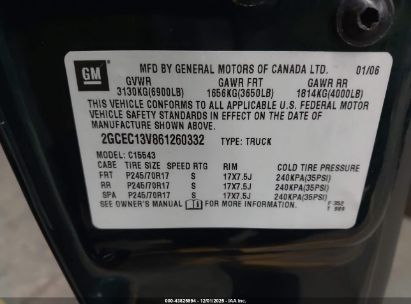 GM
MFD BY GENERAL MOTORS OF CANADA LTD. 01/06
GVWR GAWR FRT GAWR RR
3130KG(6900LB) 1656KG(3650LB) 1814KG(4000LB)
THIS VEHICLE CONFORMS TO ALL APPLICABLE U.S. FEDERAL MOTOR
VEHICLE SAFETY STANDARDS IN EFFECT ON THE DATE OF
MANUFACTURE SHOWN ABOVE.
2GCEC13V861260332 TYPE: TRUCK
MODEL: C15543
CABE TIRE SIZE SPEED RTG RIM COLD TIRE PRESSURE
FRT P245/70R17 S 17X7.5J 240KPA(35PSI)
RR P245/70R17 S 17X7.5J 240KPA(35PSI)
SPA P245/70R17 S 17X7.5J 240KPA(35PSI)
SEE OWNER'S MANUAL FOR MORE INFORMATION.